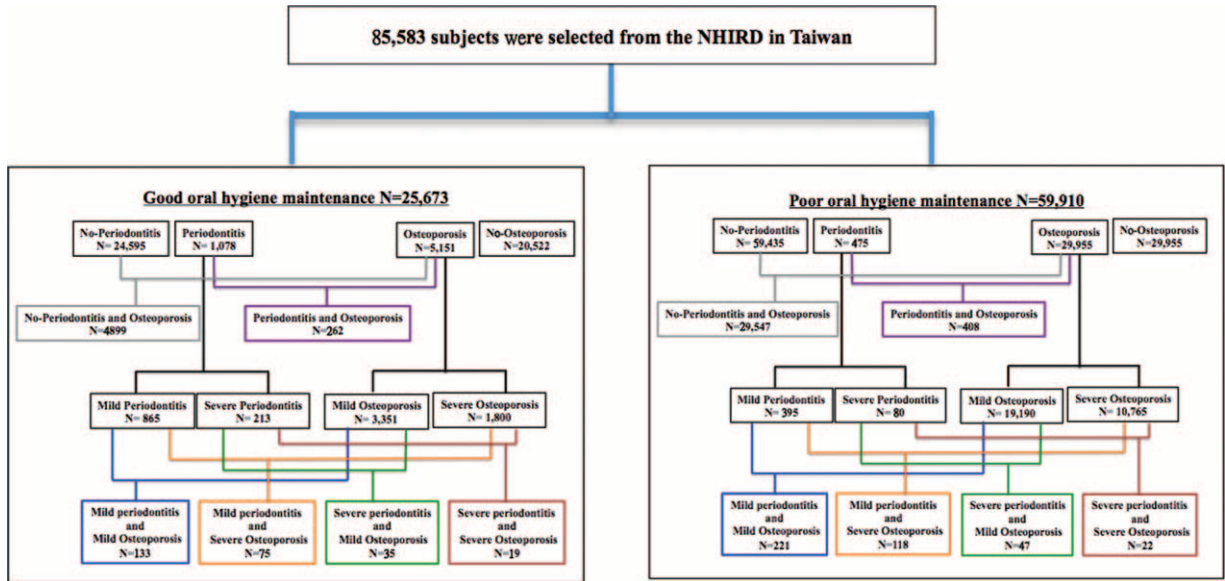 85,583 subjects were selected from the NHIRD in Taiwan
Good oral hygiene maintenance N=25,673
No-Periodontitis
N= 24,595
Periodontitis
N= 1,078
Osteoporosis
N=5,151
No-Osteoporosis
N=20,522
No-Periodontitis and Osteoporosis
N=4899
Periodontitis and Osteoporosis
N=262
Mild Periodontitis
N= 865
Severe Periodontitis
N= 213
Mild Osteoporosis
N= 3,351
Severe Osteoporosis
N= 1,800
Mild periodontitis
and
Mild Osteoporosis
N=133
Mild periodontitis
and
Severe Osteoporosis
N=75
Severe periodontitis
and
Mild Osteoporosis
N=35
Severe periodontitis
and
Severe Osteoporosis
N=19
Poor oral hygiene maintenance N=59,910
No-Periodontitis
N= 59,435
Periodontitis
N= 475
Osteoporosis
N=29,955
No-Osteoporosis
N=29,955
No-Periodontitis and Osteoporosis
N=29,547
Periodontitis and Osteoporosis
N=408
Mild Periodontitis
N= 395
Severe Periodontitis
N= 80
Mild Osteoporosis
N= 19,190
Severe Osteoporosis
N= 10,765
Mild periodontitis
and
Mild Osteoporosis
N=221
Mild periodontitis
and
Severe Osteoporosis
N=118
Severe periodontitis
and
Mild Osteoporosis
N=47
Severe periodontitis
and
Severe Osteoporosis
N=22